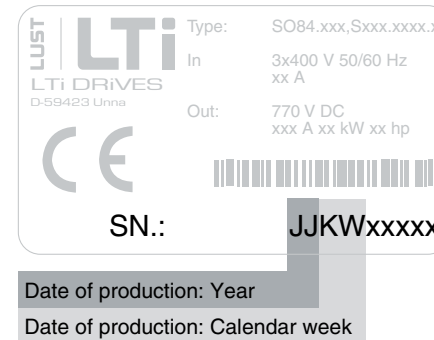 LUST LTi
LTi DRiVES
D-59423 Unna
Type: SO84.xxx,Sxxx.xxxx.x
In 3x400 V 50/60 Hz
xx A
Out: 770 V DC
xxx A xx kW xx hp
CE
SN.: JJKWxxxxx
Date of production: Year
Date of production: Calendar week